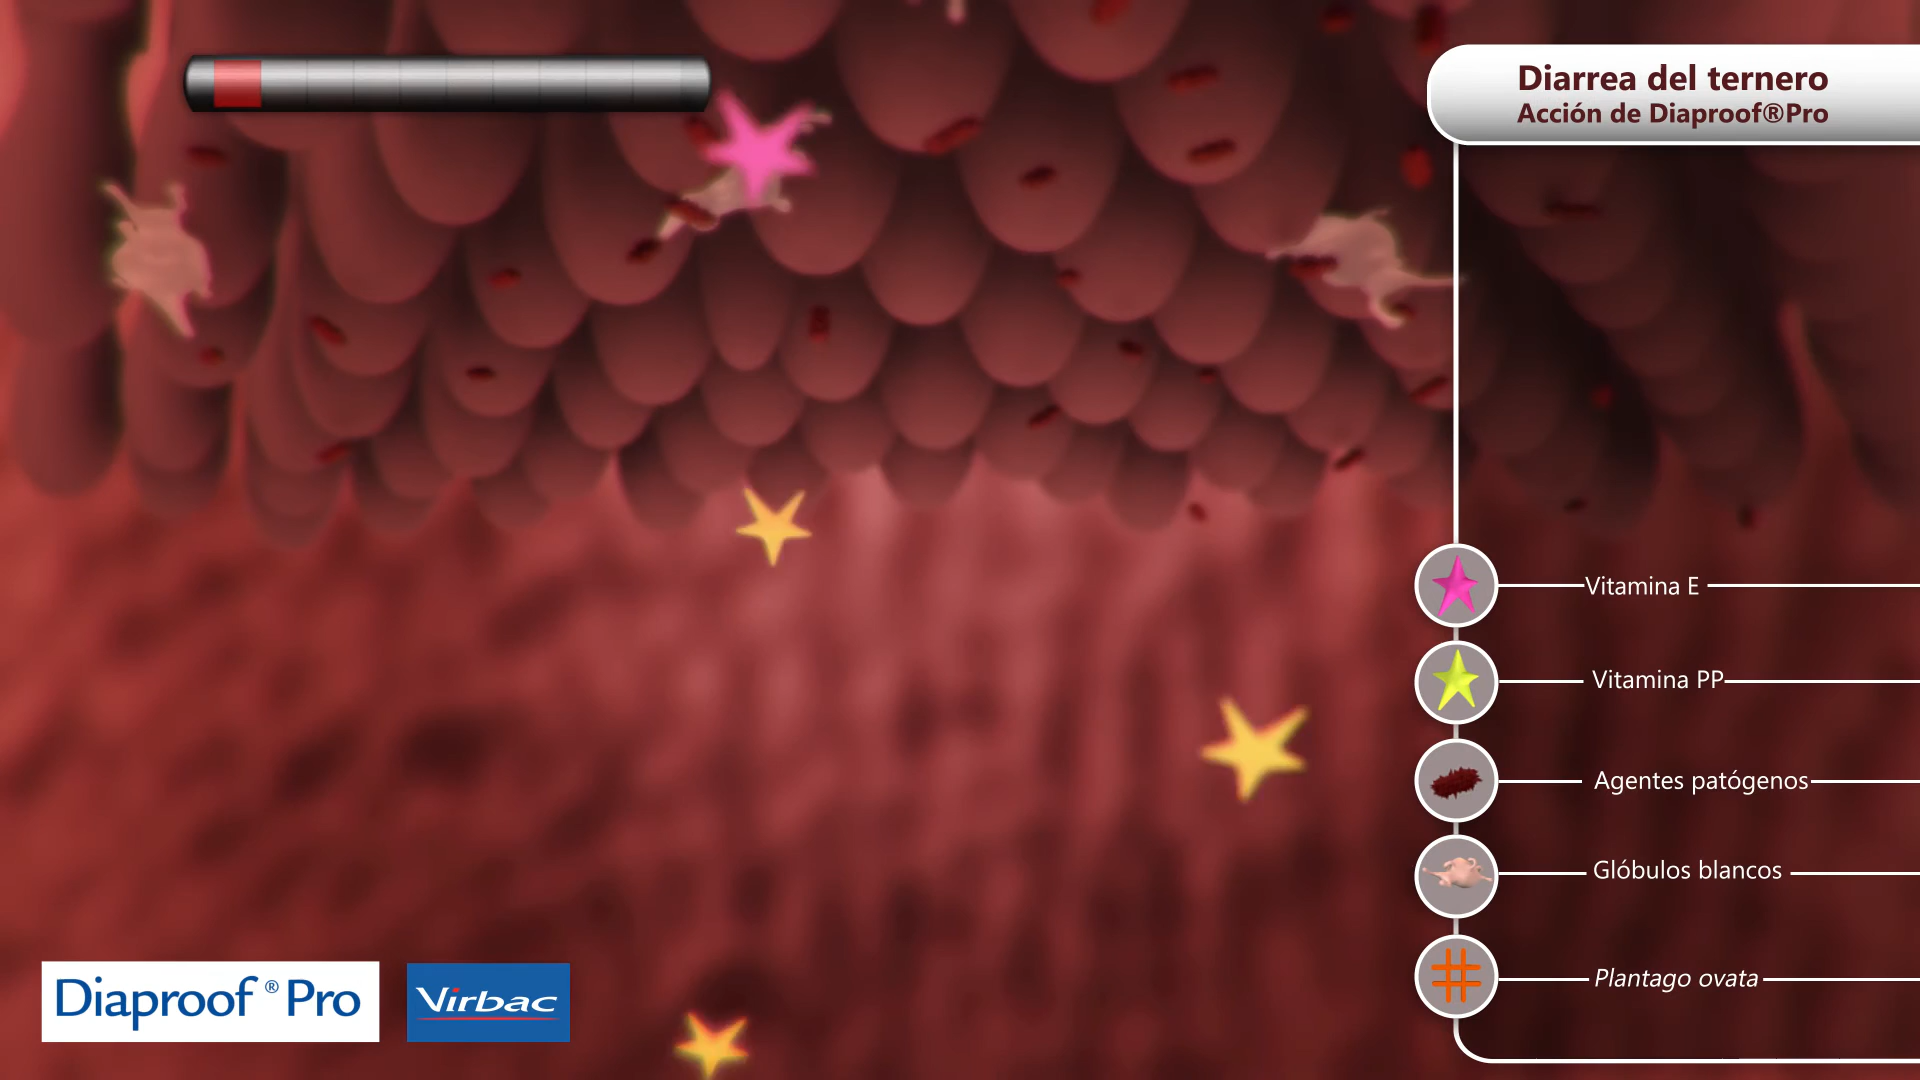 Diarrea del ternero
Acción de Diaproof®Pro
Vitamina E
Vitamina PP
Agentes patógenos
Glóbulos blancos
Plantago ovata
Diaproof® Pro
Virbac